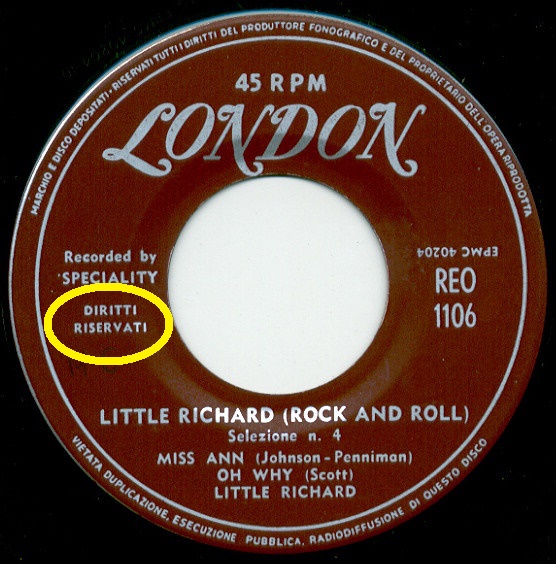 MARCHIO E DISCO DEPOSITATI - RISERVATI TUTTI I DIRITTI DEL PRODUTTORE FONOGRAFICO E DEL PROPRIETARIO DELL'OPERA RIPRODOTTA
45 RPM
LONDON
Recorded by
SPECIALITY
DIRITTI
RISERVATI
EPMC 40204
REO
1106
LITTLE RICHARD (ROCK AND ROLL)
Selezione n. 4
MISS ANN (Johnson - Penniman)
OH WHY (Scott)
LITTLE RICHARD
VIETATA DUPLICAZIONE, ESECUZIONE PUBBLICA, RADIODIFFUSIONE DI QUESTO DISCO